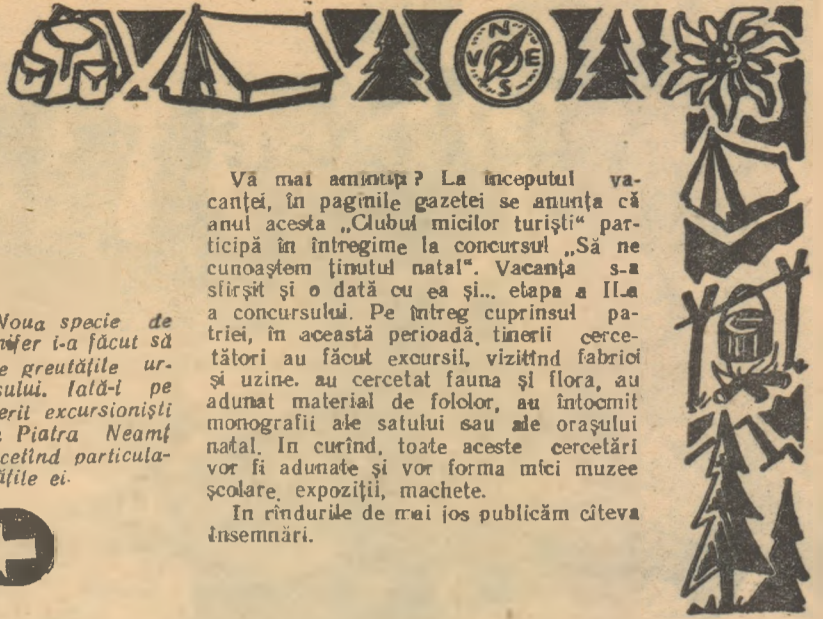 N
V E
S
Vă mai amintiți? La începutul va-
canței, în paginile gazetei se anunța că
anul acesta „Clubul micilor turiști“ par-
ticipă în întregime la concursul „Să ne
cunoaștem ținutul natal“. Vacanța s-a
sfîrșit și o dată cu ea și... etapa a II-a
a concursului. Pe întreg cuprinsul pa-
triei, în această perioadă, tinerii cerce-
tători au făcut excursii, vizitînd fabrici
și uzine. au cercetat fauna și flora, au
adunat material de folclor, au întocmit
monografii ale satului sau ale orașului
natal. In curînd, toate aceste cercetări
vor fi adunate și vor forma mici muzee
școlare, expoziții, machete.
In rîndurile de mai jos publicăm cîteva
însemnări.
Noua specie de
nifer i-a făcut să
e greutățile ur-
sului. Iată-i pe
erii excursioniști
Piatra Neamț
cetînd particula-
ățile ei.